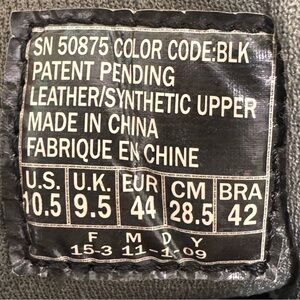 SN 50875 COLOR CODE:BLK
PATENT PENDING
LEATHER/SYNTHETIC UPPER
MADE IN CHINA
FABRIQUE EN CHINE
U.S. U.K. EUR CM BRA
10.5 9.5 44 28.5 42
F M D Y
15-3 11-1-09